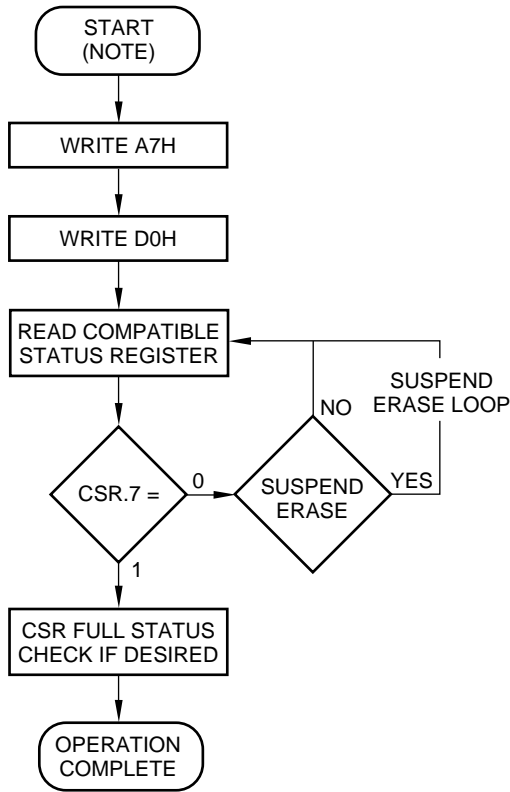 START
(NOTE)
WRITE A7H
WRITE D0H
READ COMPATIBLE
STATUS REGISTER
SUSPEND
ERASE LOOP
NO
CSR.7 =
0
SUSPEND
ERASE
YES
1
CSR FULL STATUS
CHECK IF DESIRED
OPERATION
COMPLETE